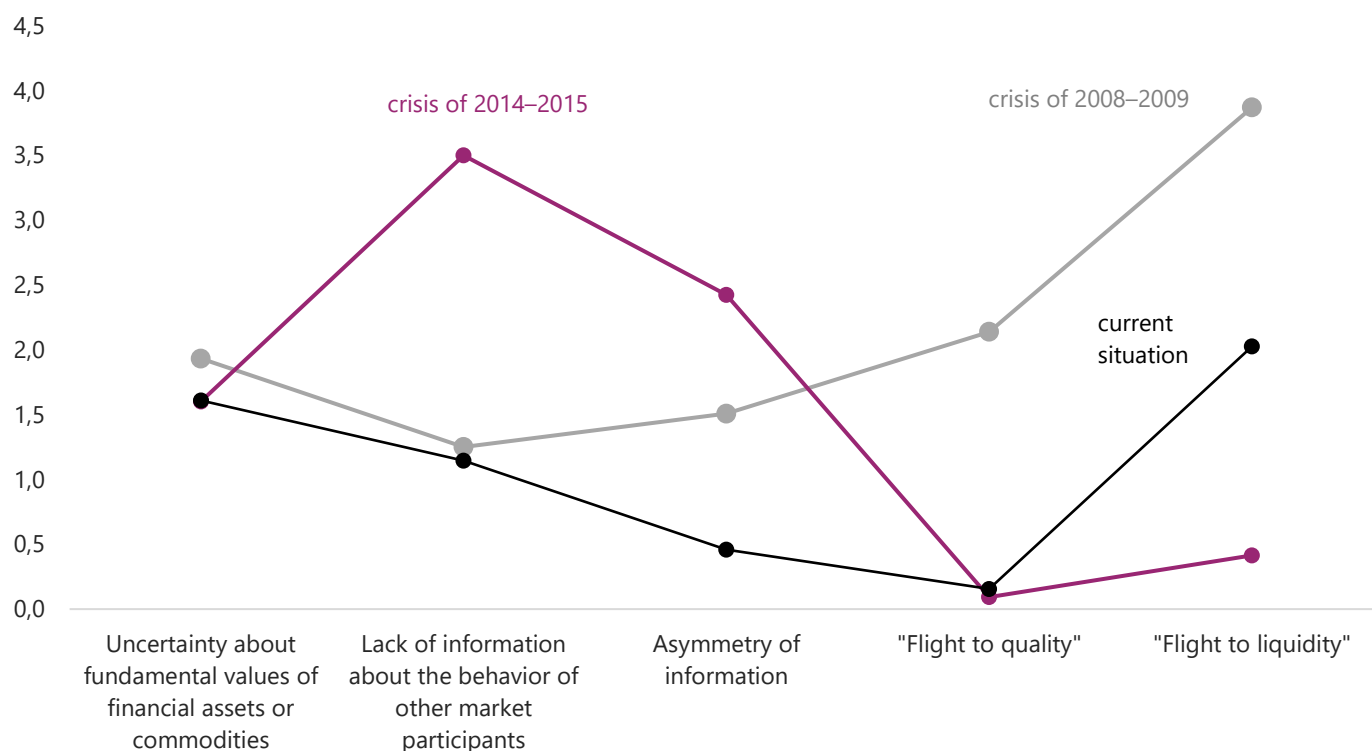 4,5
4,0
crisis of 2014–2015
crisis of 2008–2009
3,5
3,0
2,5
current
situation
2,0
1,5
1,0
0,5
0,0
Uncertainty about
fundamental values of
financial assets or
commodities
Lack of information
about the behavior of
other market
participants
Asymmetry of
information
"Flight to quality"
"Flight to liquidity"